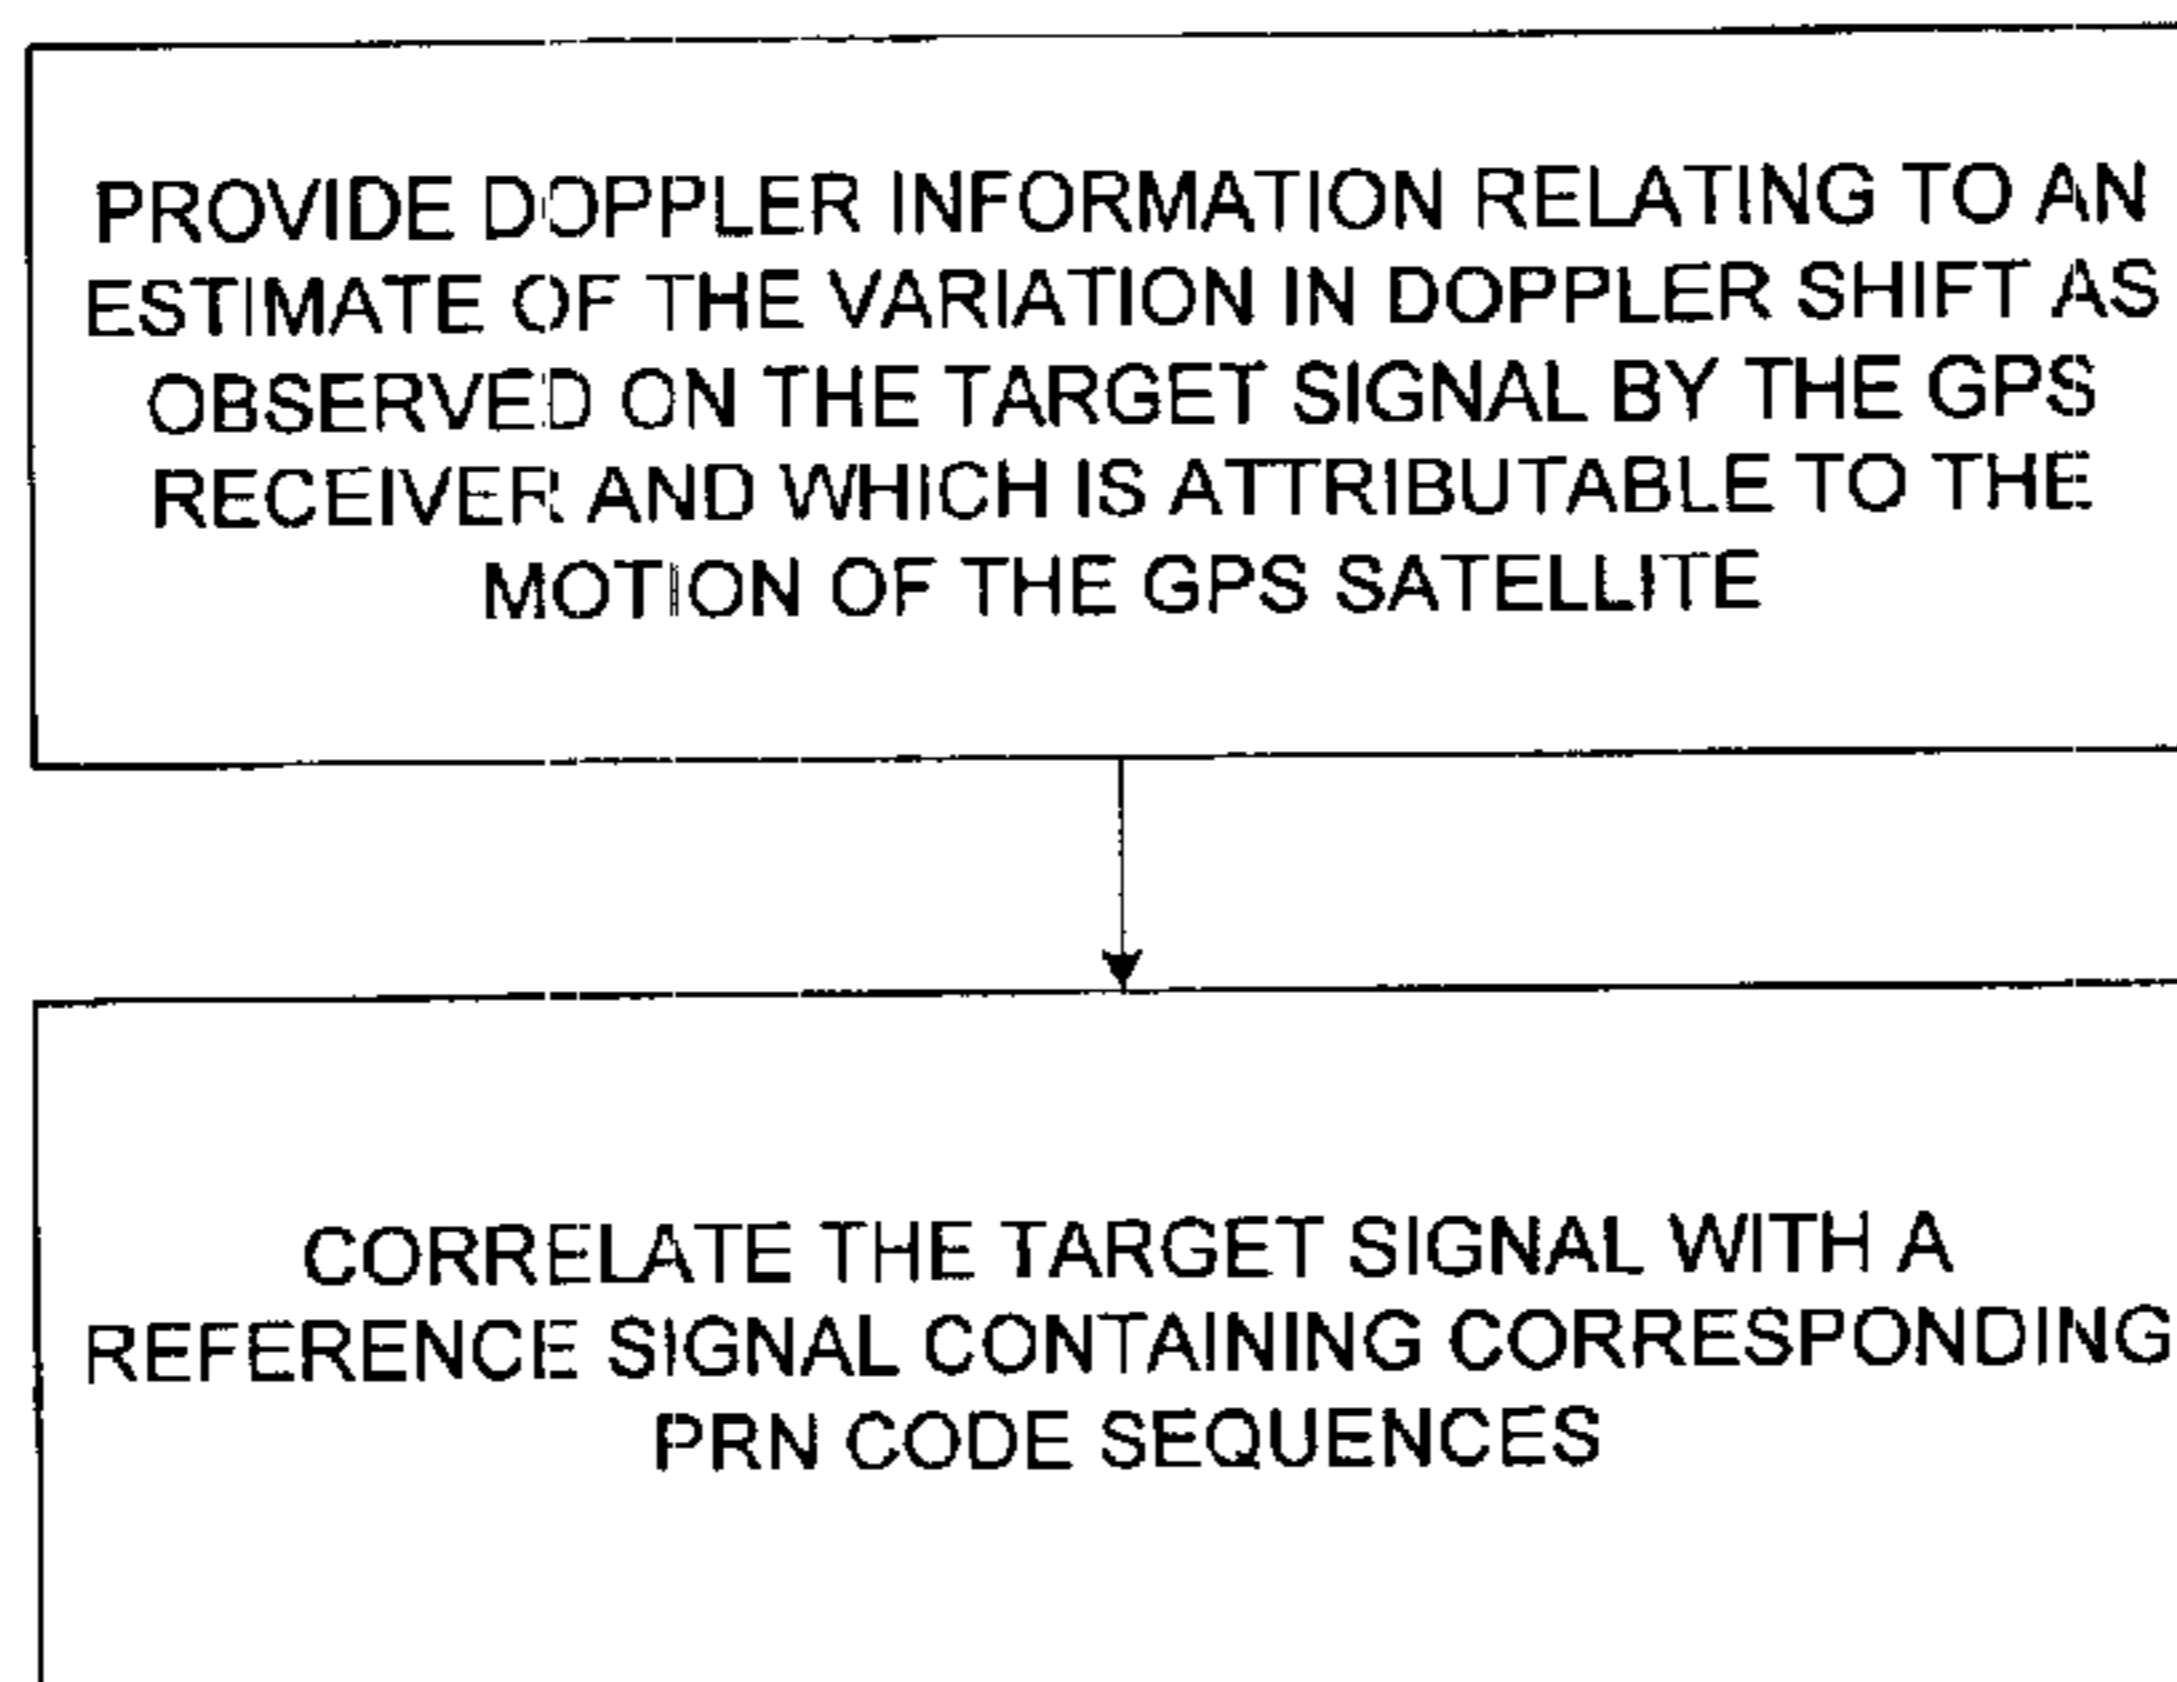 PROVIDE DOPPLER INFORMATION RELATING TO AN
ESTIMATE OF THE VARIATION IN DOPPLER SHIFT AS
OBSERVED ON THE TARGET SIGNAL BY THE GPS
RECEIVER AND WHICH IS ATTRIBUTABLE TO THE
MOTION OF THE GPS SATELLITE
CORRELATE THE TARGET SIGNAL WITH A
REFERENCE SIGNAL CONTAINING CORRESPONDING
PRN CODE SEQUENCES